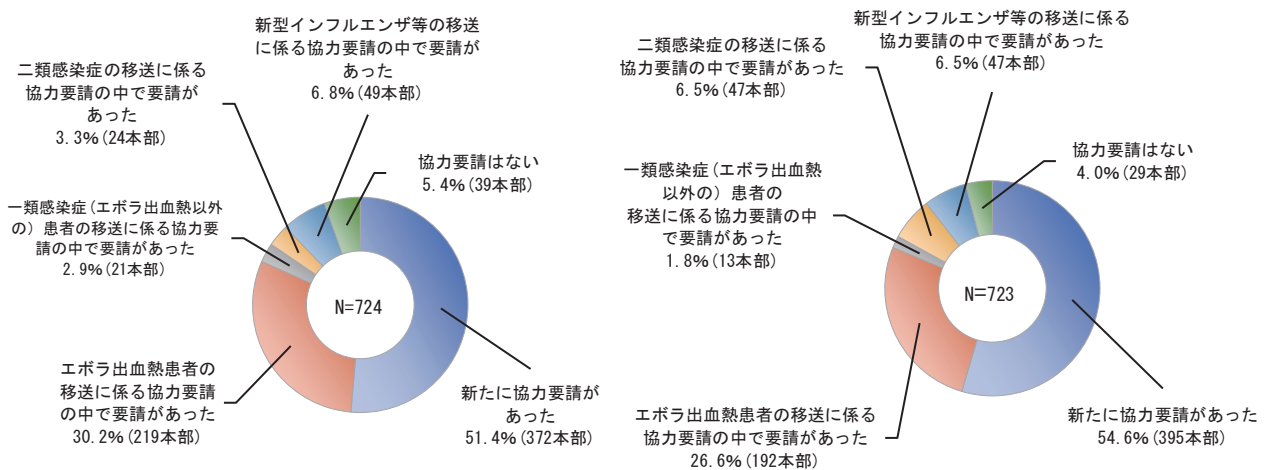 新型インフルエンザ等の移送
に係る協力要請の中で要請が
あった
6.8%(49本部)
二類感染症の移送に係る
協力要請の中で要請が
あった
3.3%(24本部)
協力要請はない
5.4%(39本部)
一類感染症(エボラ出血熱以外
の) 患者の移送に係る協力要
請の中で要請があった
2.9%(21本部)
N=724
エボラ出血熱患者の
移送に係る協力要請
の中で要請があった
30.2%(219本部)
新たに協力要請が
あった
51.4%(372本部)
新型インフルエンザ等の移送に係る
協力要請の中で要請があった
6.5%(47本部)
二類感染症の移送に係る
協力要請の中で要請があった
6.5%(47本部)
協力要請はない
4.0%(29本部)
一類感染症(エボラ出血熱
以外の) 患者の
移送に係る協力要請の中
で要請があった
1.8%(13本部)
N=723
エボラ出血熱患者の移送に係る
協力要請の中で要請があった
26.6%(192本部)
新たに協力要請があった
54.6%(395本部)